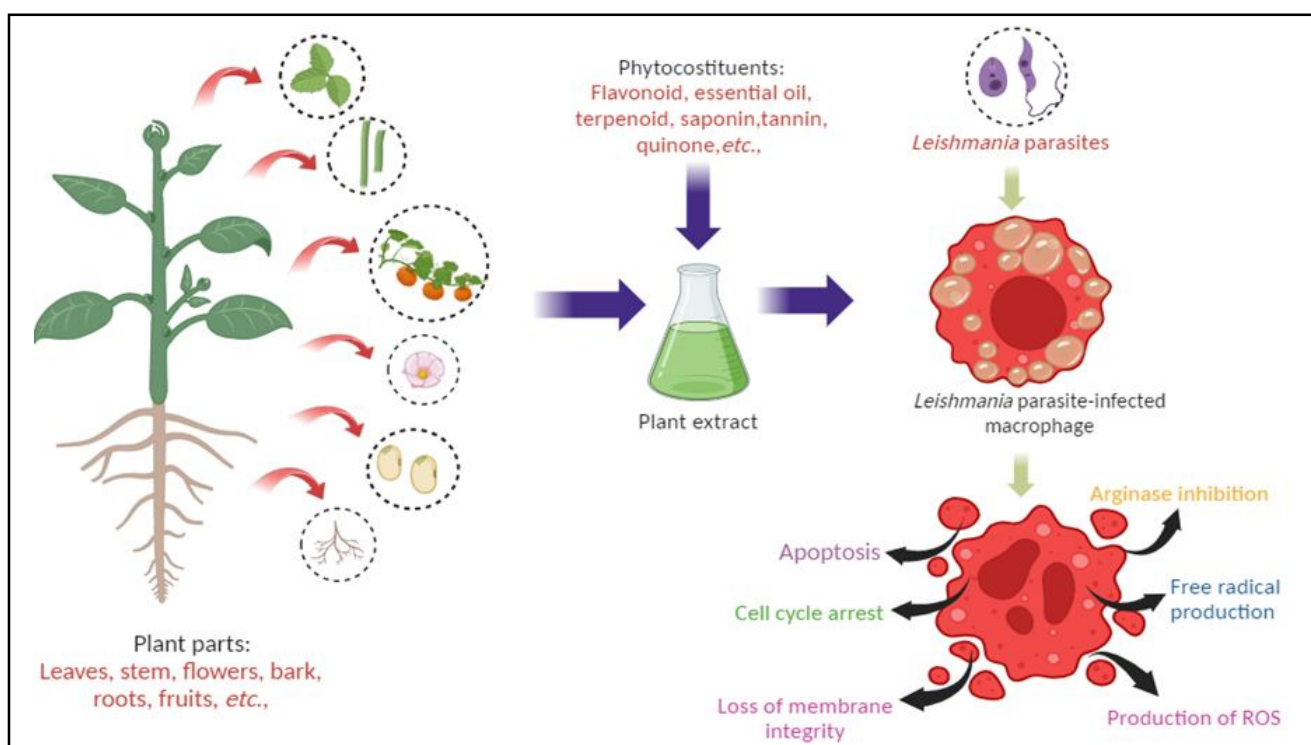 Phytocostituents:
Flavonoid, essential oil,
terpenoid, saponin,tannin,
quinone,etc.,
Leishmania parasites
Plant extract
Leishmania parasite-infected
macrophage
Plant parts:
Leaves, stem, flowers, bark,
roots, fruits, etc.,
Apoptosis
Cell cycle arrest
Loss of membrane
integrity
Arginase inhibition
Free radical
production
Production of ROS